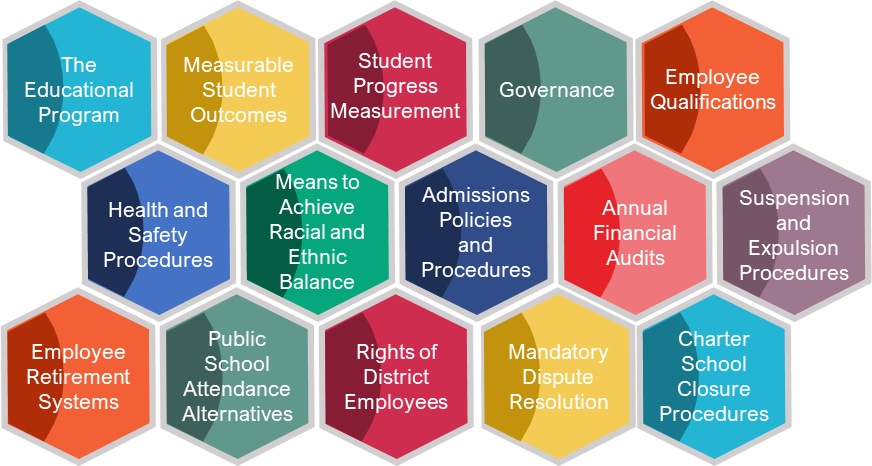 The
Educational
Program
Measurable
Student
Outcomes
Student
Progress
Measurement
Governance
Employee
Qualifications
Health and
Safety
Procedures
Means to
Achieve
Racial and
Ethnic
Balance
Admissions
Policies
and
Procedures
Annual
Financial
Audits
Suspension
and
Expulsion
Procedures
Employee
Retirement
Systems
Public
School
Attendance
Alternatives
Rights of
District
Employees
Mandatory
Dispute
Resolution
Charter
School
Closure
Procedures